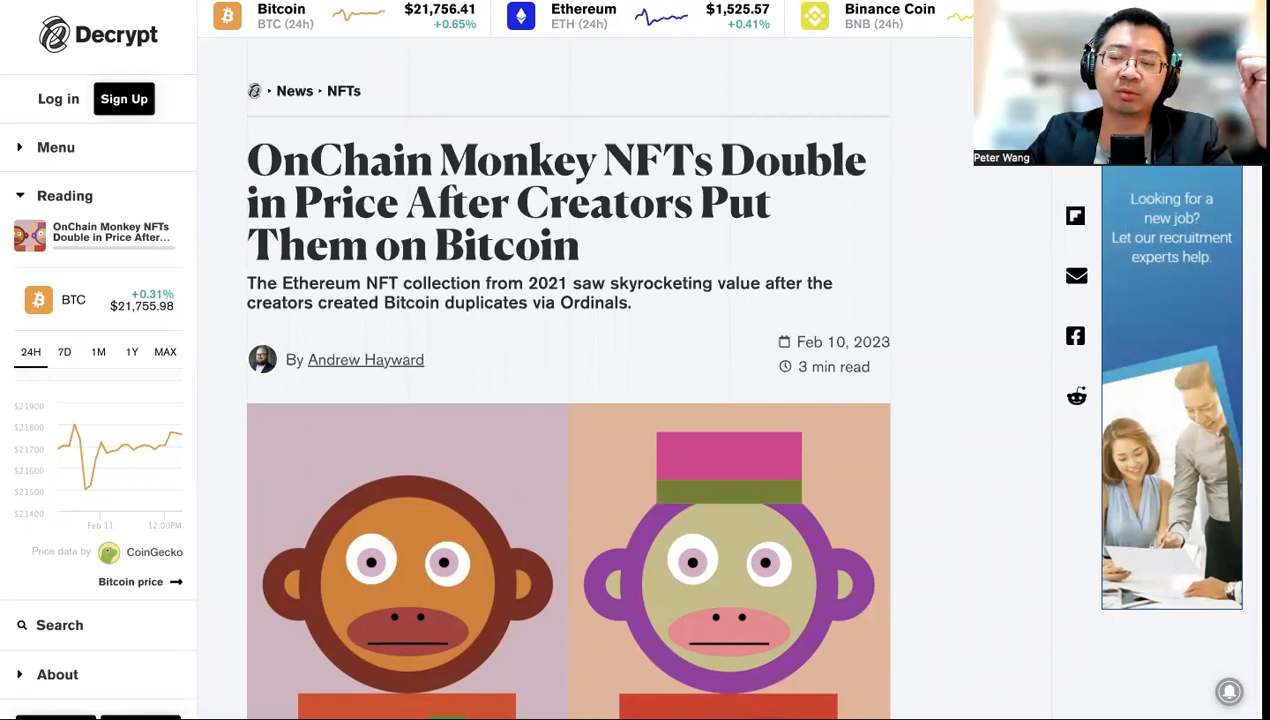 Decrypt
Log in
Sign Up
Menu
Reading
OnChain Monkey NFTs
Double in Price After...
BTC
+0.31%
$21,755.98
24H 7D 1M 1Y MAX
$21900
$21800
$21700
$21600
$21500
$21400
Feb 11 12:00PM
Price data by CoinGecko
Bitcoin price
Search
About
Bitcoin
BTC (24h)
$21,756.41
+0.65%
Ethereum
ETH (24h)
$1,525.57
+0.41%
Binance Coin
BNB (24h)
News NFTs
OnChain Monkey NFTs Double
in Price After Creators Put
Them on Bitcoin
The Ethereum NFT collection from 2021 saw skyrocketing value after the
creators created Bitcoin duplicates via Ordinals.
By Andrew Hayward
Feb 10, 2023
3 min read
Peter Wang
Looking for a
new job?
Let our recruitment
experts help.